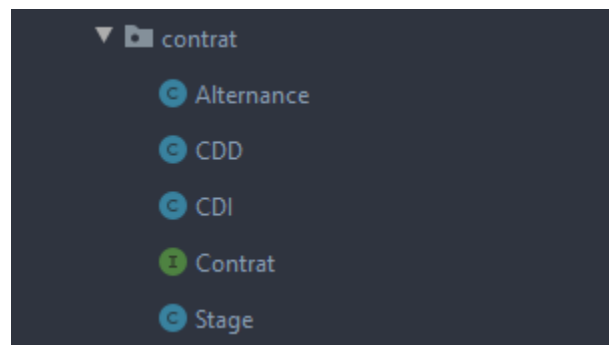 contrat
C Alternance
C CDD
C CDI
I Contrat
C Stage